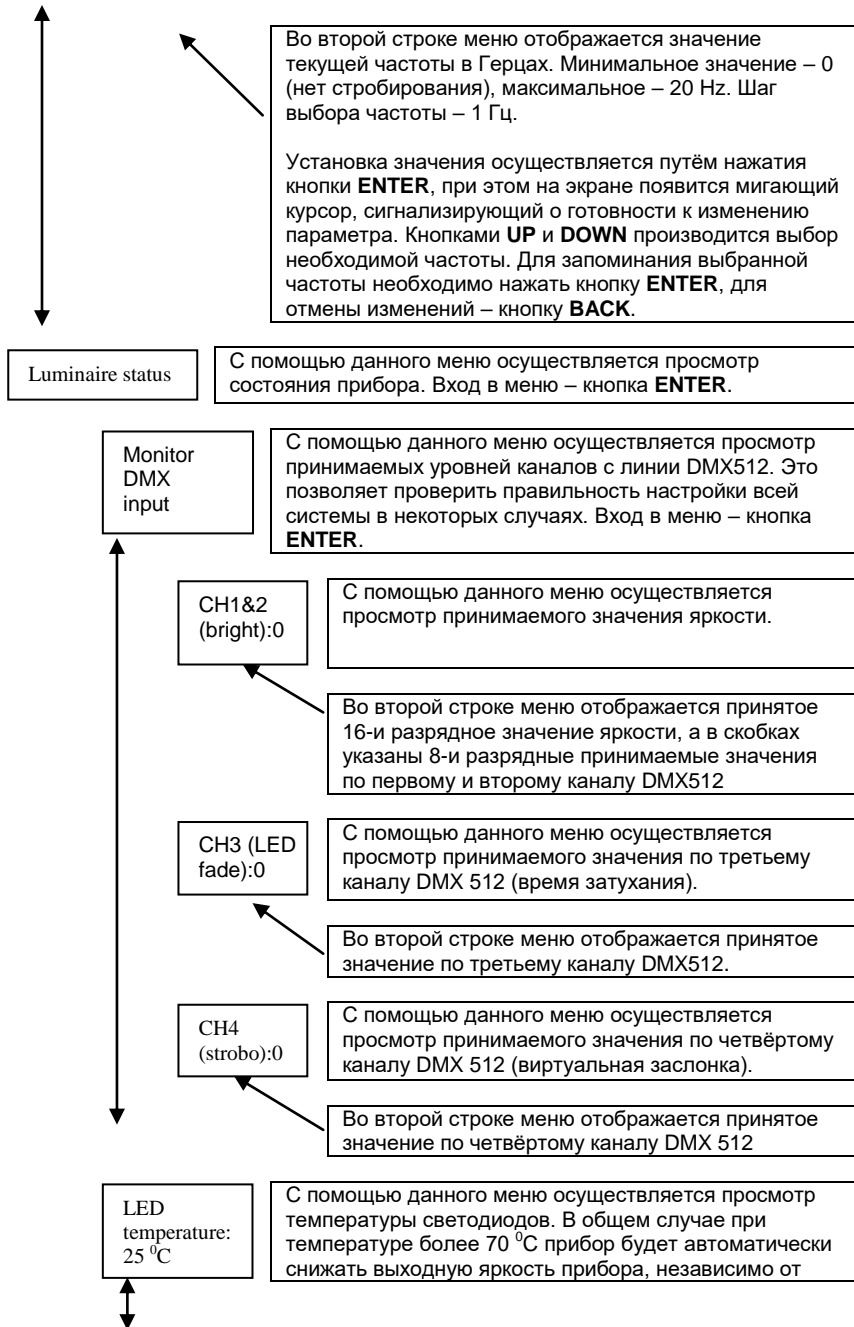 Во второй строке меню отображается значение
текущей частоты в Герцах. Минимальное значение – 0
(нет стробирования), максимальное – 20 Hz. Шаг
выбора частоты – 1 Гц.
Установка значения осуществляется путём нажатия
кнопки ENTER, при этом на экране появится мигающий
курсор, сигнализирующий о готовности к изменению
параметра. Кнопками UP и DOWN производится выбор
необходимой частоты. Для запоминания выбранной
частоты необходимо нажать кнопку ENTER, для
отмены изменений – кнопку BACK.
Luminaire status
С помощью данного меню осуществляется просмотр
состояния прибора. Вход в меню – кнопка ENTER.
Monitor
DMX
input
С помощью данного меню осуществляется просмотр
принимаемых уровней каналов с линии DMX512. Это
позволяет проверить правильность настройки всей
системы в некоторых случаях. Вход в меню – кнопка
ENTER.
CH1&2
(bright):0
С помощью данного меню осуществляется
просмотр принимаемого значения яркости.
Во второй строке меню отображается принятое
16-и разрядное значение яркости, а в скобках
указаны 8-и разрядные принимаемые значения
по первому и второму каналу DMX512
CH3 (LED
fade):0
С помощью данного меню осуществляется
просмотр принимаемого значения по третьему
каналу DMX 512 (время затухания).
Во второй строке меню отображается принятое
значение по третьему каналу DMX512.
CH4
(strobo):0
С помощью данного меню осуществляется
просмотр принимаемого значения по четвёртому
каналу DMX 512 (виртуальная заслонка).
Во второй строке меню отображается принятое
значение по четвёртому каналу DMX 512
LED
temperature:
25 ⁰C
С помощью данного меню осуществляется просмотр
температуры светодиодов. В общем случае при
температуре более 70 ⁰С прибор будет автоматически
снижать выходную яркость прибора, независимо от